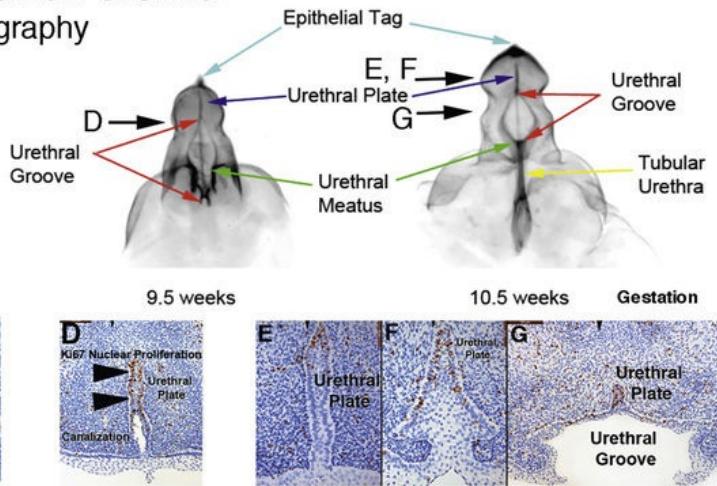 graphy
Epithelial Tag
E, F
Urethral Plate
Urethral
Groove
D
G
Urethral
Groove
Urethral
Meatus
Tubular
Urethra
9.5 weeks
10.5 weeks
Gestation
D
Ki67 Nuclear Proliferation
Urethral
Plate
Canalization
E
Urethral
Plate
F
Urethral
Plate
G
Urethral
Plate
Urethral
Groove